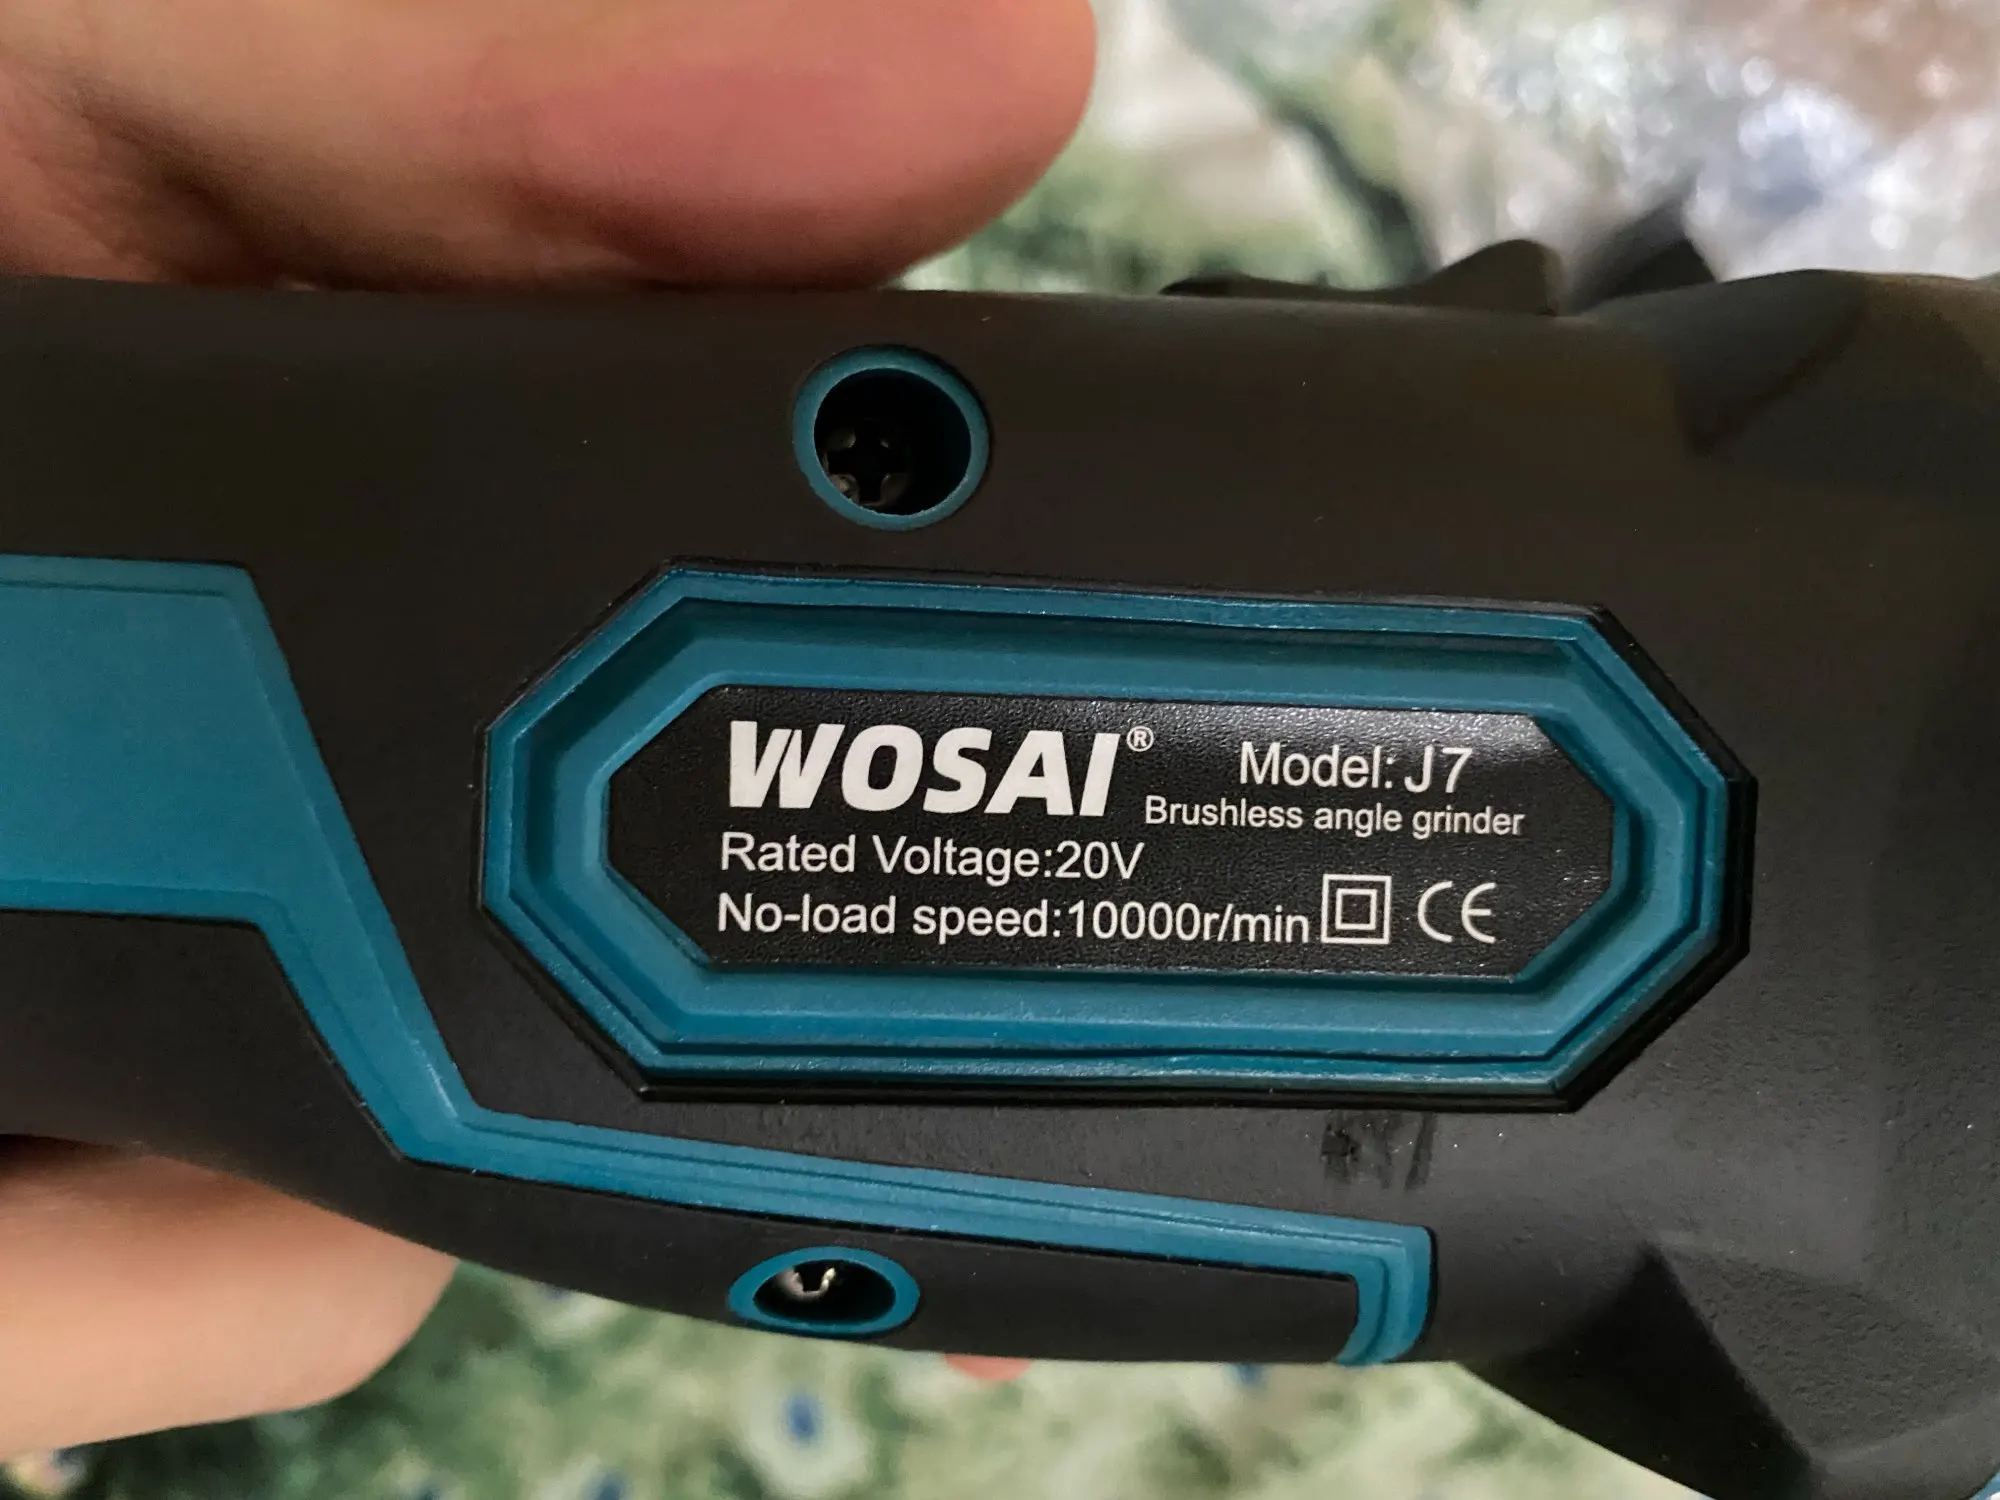 WOSAI®
Model: J7
Brushless angle grinder
Rated Voltage:20V
No-load speed:10000r/min CE